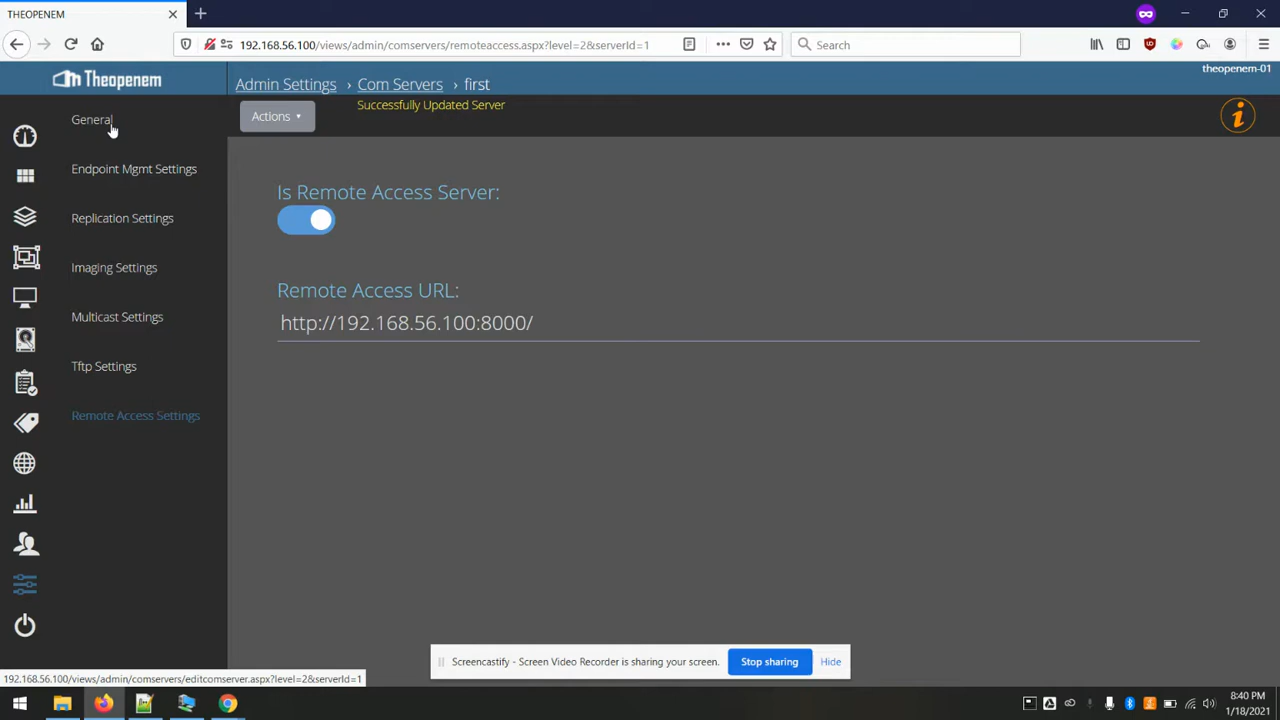 THEOPENEM
192.168.56.100/views/admin/comservers/remoteaccess.aspx?level=2&serverId=1
Search
Theopenem
Admin Settings › Com Servers › first
theopenem-01
Successfully Updated Server
Actions
General
Endpoint Mgmt Settings
Replication Settings
Imaging Settings
Multicast Settings
Tftp Settings
Remote Access Settings
Is Remote Access Server:
Remote Access URL:
http://192.168.56.100:8000/
Screencastify - Screen Video Recorder is sharing your screen.
Stop sharing
Hide
192.168.56.100/views/admin/comservers/editcomserver.aspx?level=2&serverId=1
8:40 PM
1/18/2021